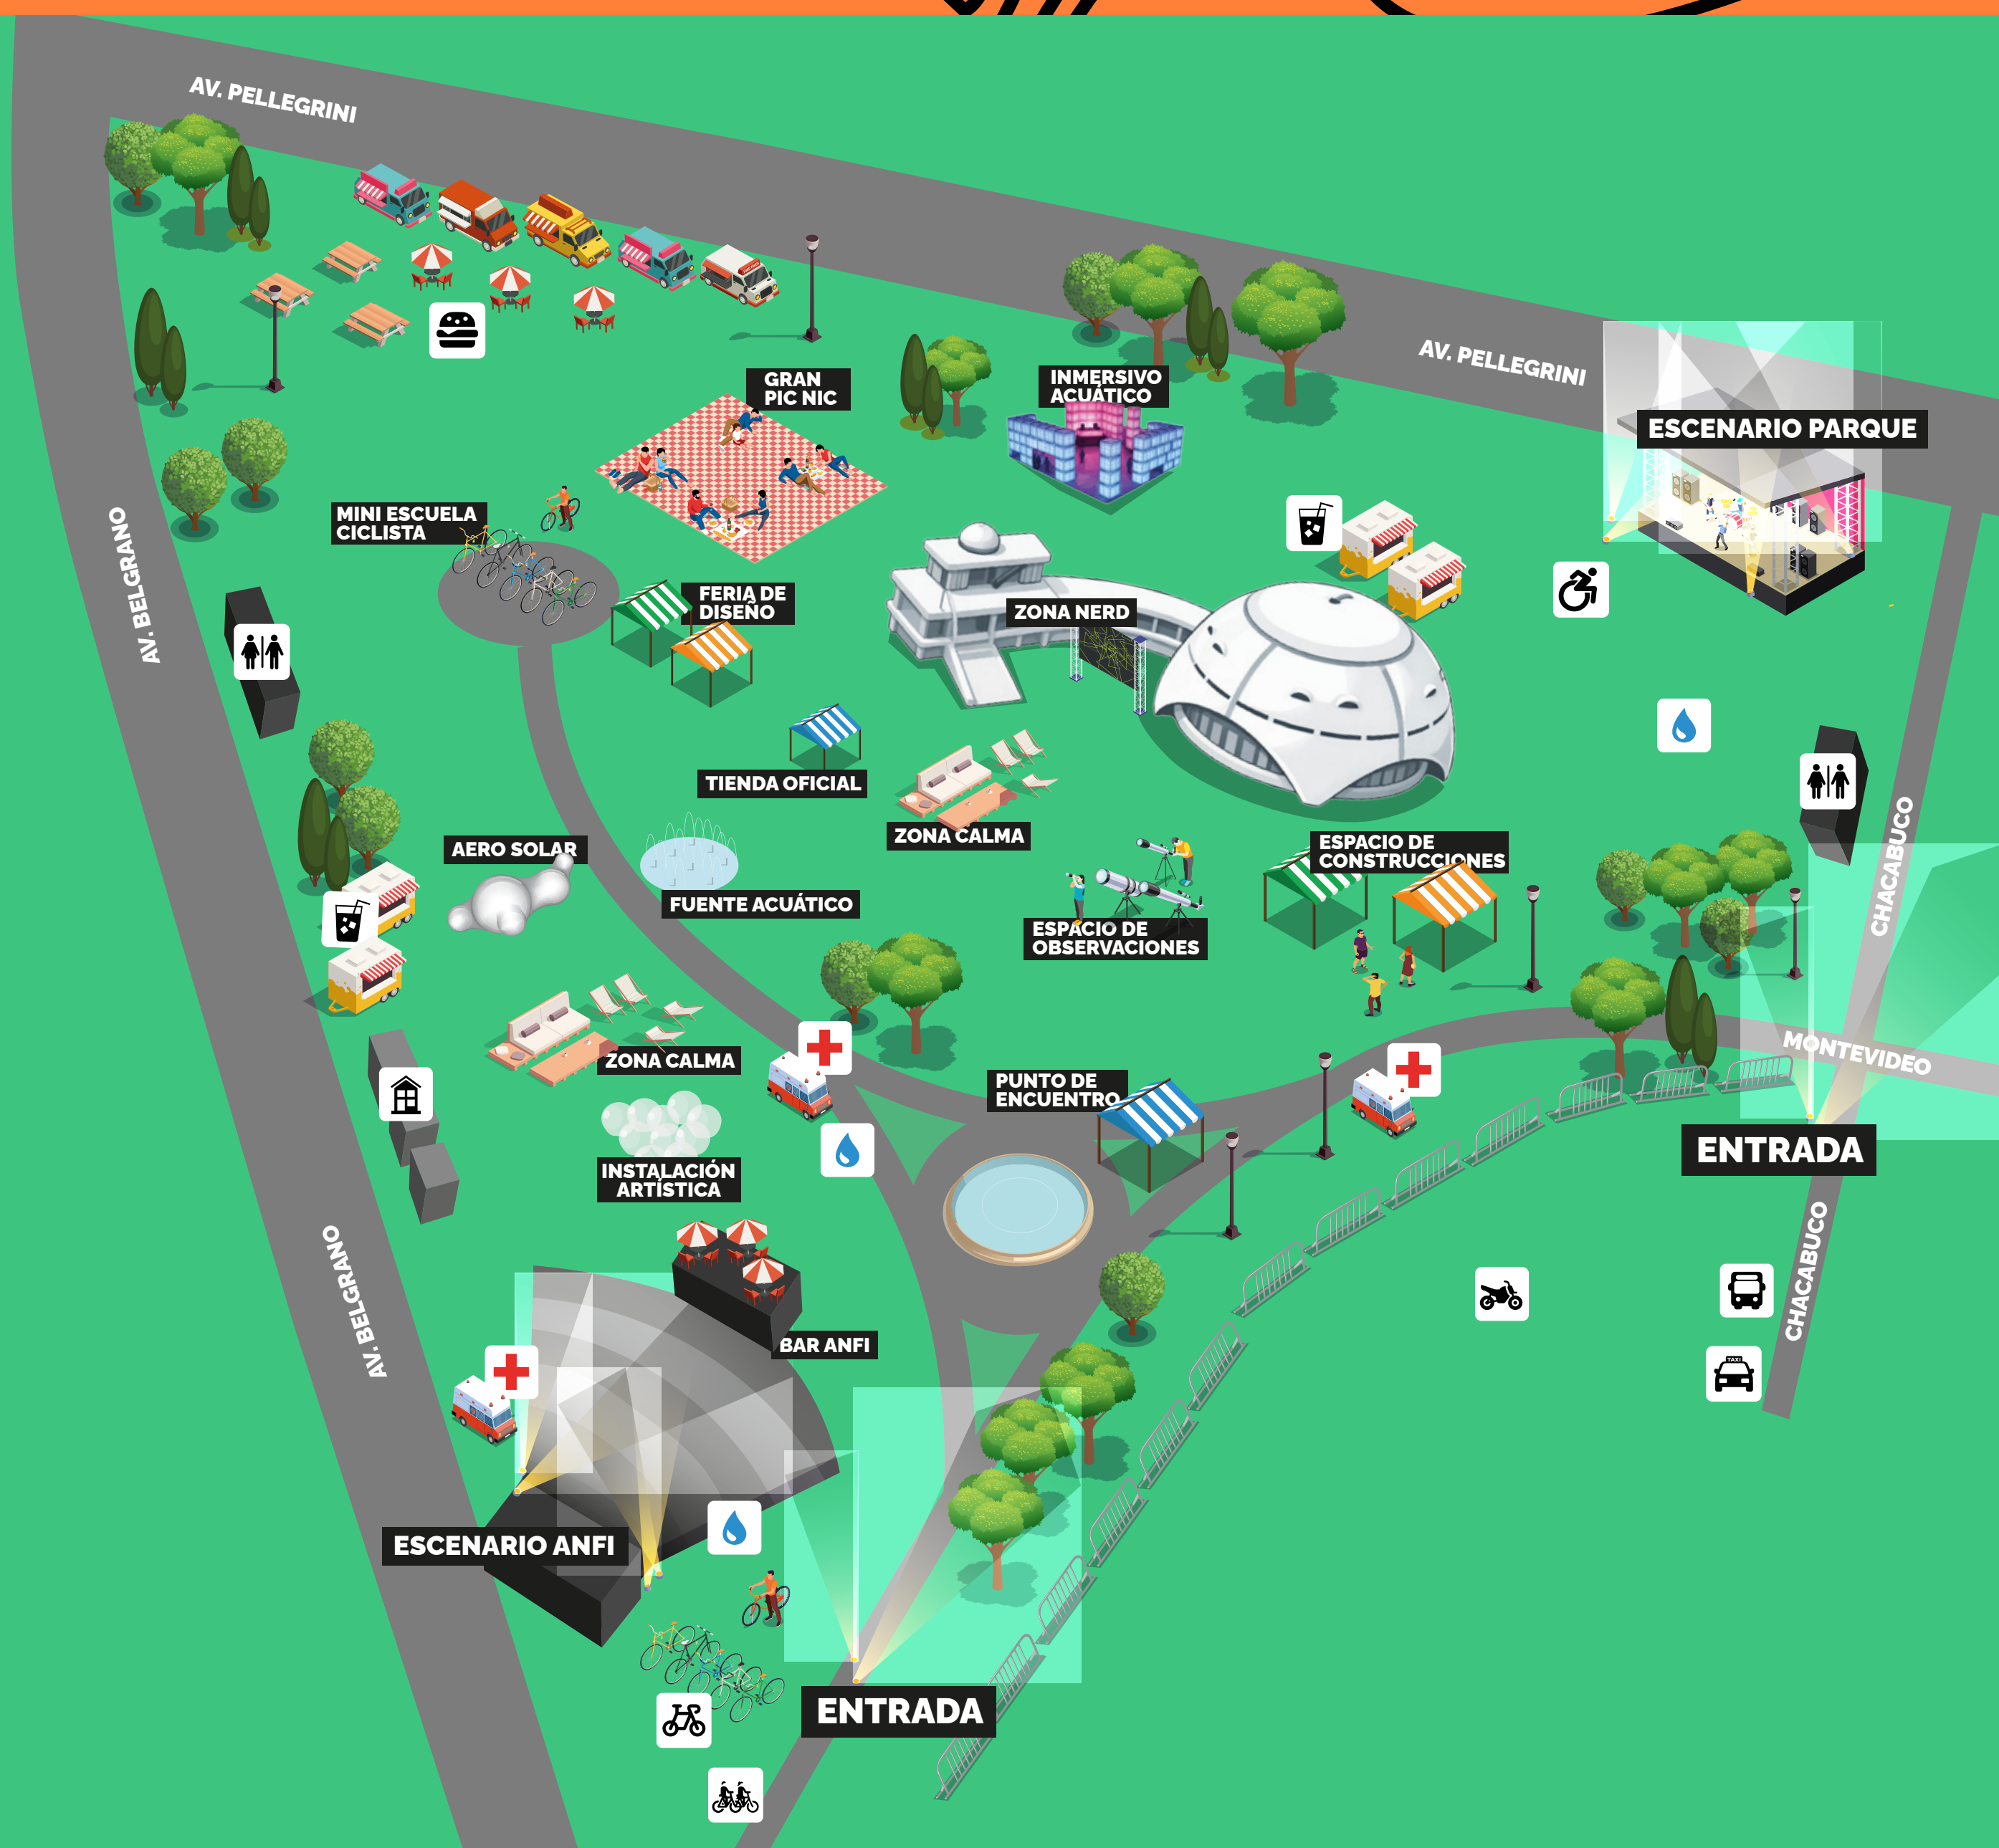 AV. PELLEGRINI
AV. PELLEGRINI
GRAN
PIC NIC
INMERSIVO
ACUÁTICO
ESCENARIO PARQUE
MINI ESCUELA
CICLISTA
AV. BELGRANO
FERIA DE
DISEÑO
ZONA NERD
TIENDA OFICIAL
ZONA CALMA
AERO SOLAR
ESPACIO DE
CONSTRUCCIONES
CHACABUCO
FUENTE ACUÁTICO
ESPACIO DE
OBSERVACIONES
ZONA CALMA
MONTEVIDEO
PUNTO DE
ENCUENTRO
ENTRADA
INSTALACIÓN
ARTÍSTICA
AV. BELGRANO
CHACABUCO
BAR ANFI
TAXI
ESCENARIO ANFI
ENTRADA